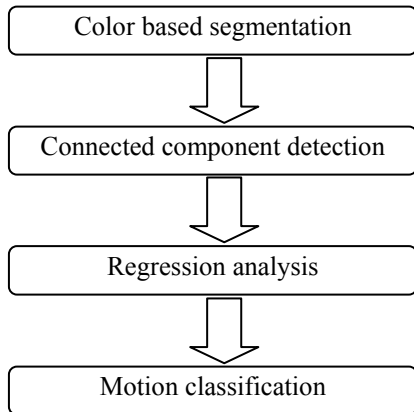 Color based segmentation
Connected component detection
Regression analysis
Motion classification